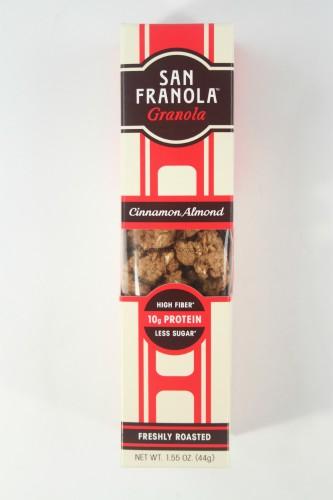 SAN
FRANOLA™
Granola
Cinnamon Almond
HIGH FIBER*
10g PROTEIN
LESS SUGAR*
FRESHLY ROASTED
NET WT. 1.55 OZ. (44g)